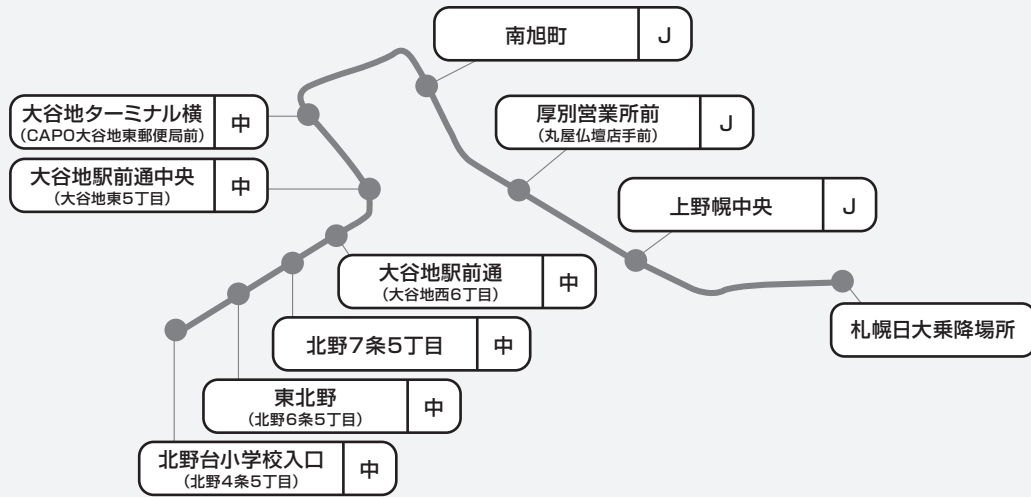 南旭町 J
大谷地ターミナル横 中
(CAPO大谷地東郵便局前)
厚別営業所前 J
(丸屋仏壇店手前)
大谷地駅前通中央 中
(大谷地東5丁目)
上野幌中央 J
大谷地駅前通 中
(大谷地西6丁目)
札幌日大乗降場所
北野7条5丁目 中
東北野 中
(北野6条5丁目)
北野台小学校入口 中
(北野4条5丁目)